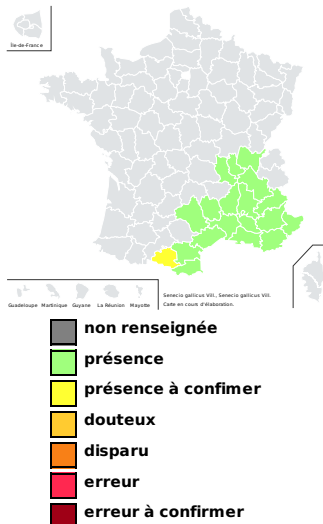 Île-de-France
Guadeloupe Martinique Guyane La Réunion Mayotte
Senecio gallicus Vill., Senecio gallicus Vill.
Carte en cours d'élaboration.
non renseignée
présence
présence à confimer
douteux
disparu
erreur
erreur à confirmer